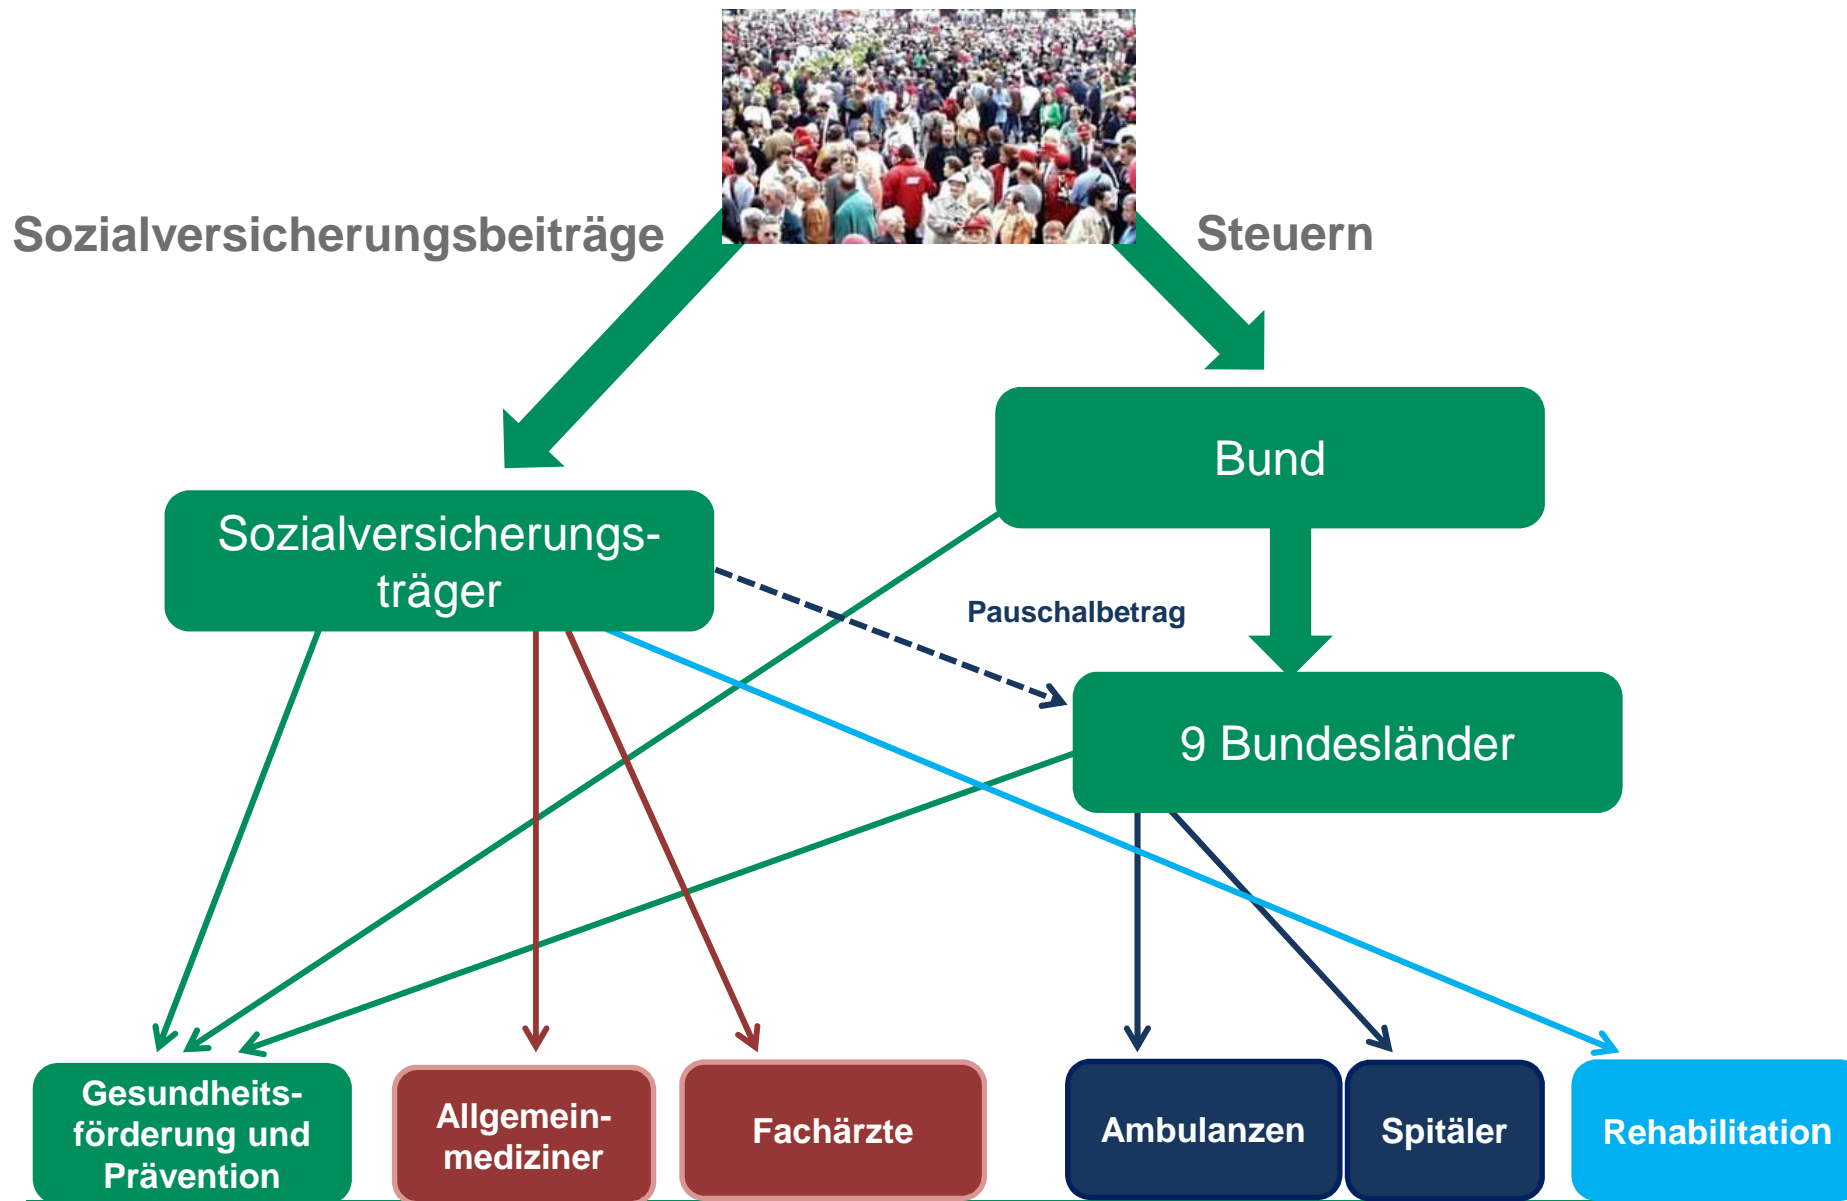 Sozialversicherungsbeiträge
Steuern
Bund
Sozialversicherungs-
träger
Pauschalbetrag
9 Bundesländer
Gesundheits-
förderung und
Prävention
Allgemein-
mediziner
Fachärzte
Ambulanzen
Spitäler
Rehabilitation